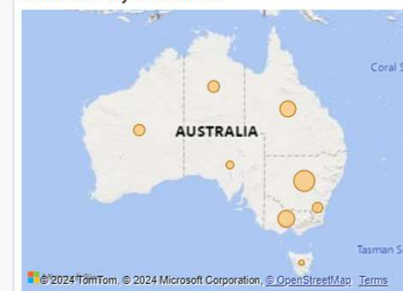 Coral S
AUSTRALIA
Tasman S
© 2024 TomTom, © 2024 Microsoft Corporation, © OpenStreetMap Terms